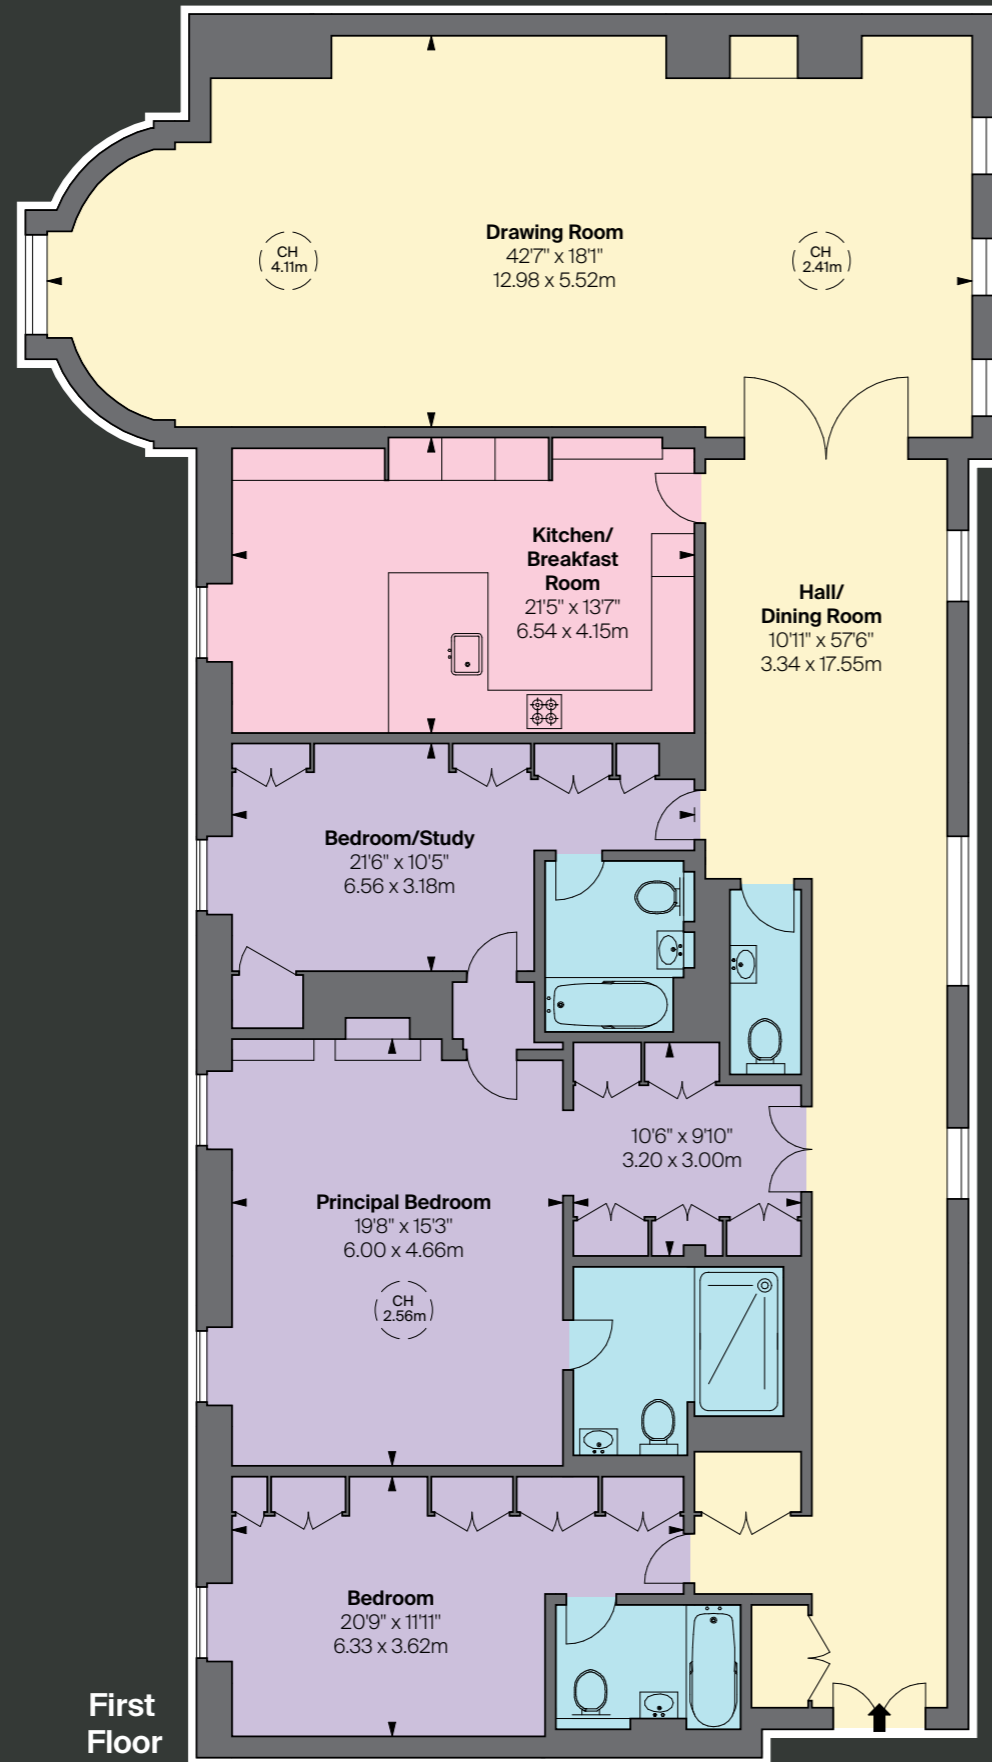 Drawing Room
42'7" x 18'1"
12.98 x 5.52m
CH
4.11m
CH
2.41m
Kitchen/
Breakfast
Room
21'5" x 13'7"
6.54 x 4.15m
Hall/
Dining Room
10'11" x 57'6"
3.34 x 17.55m
Bedroom/Study
21'6" x 10'5"
6.56 x 3.18m
10'6" x 9'10"
3.20 x 3.00m
Principal Bedroom
19'8" x 15'3"
6.00 x 4.66m
CH
2.56m
Bedroom
20'9" x 11'11"
6.33 x 3.62m
First
Floor